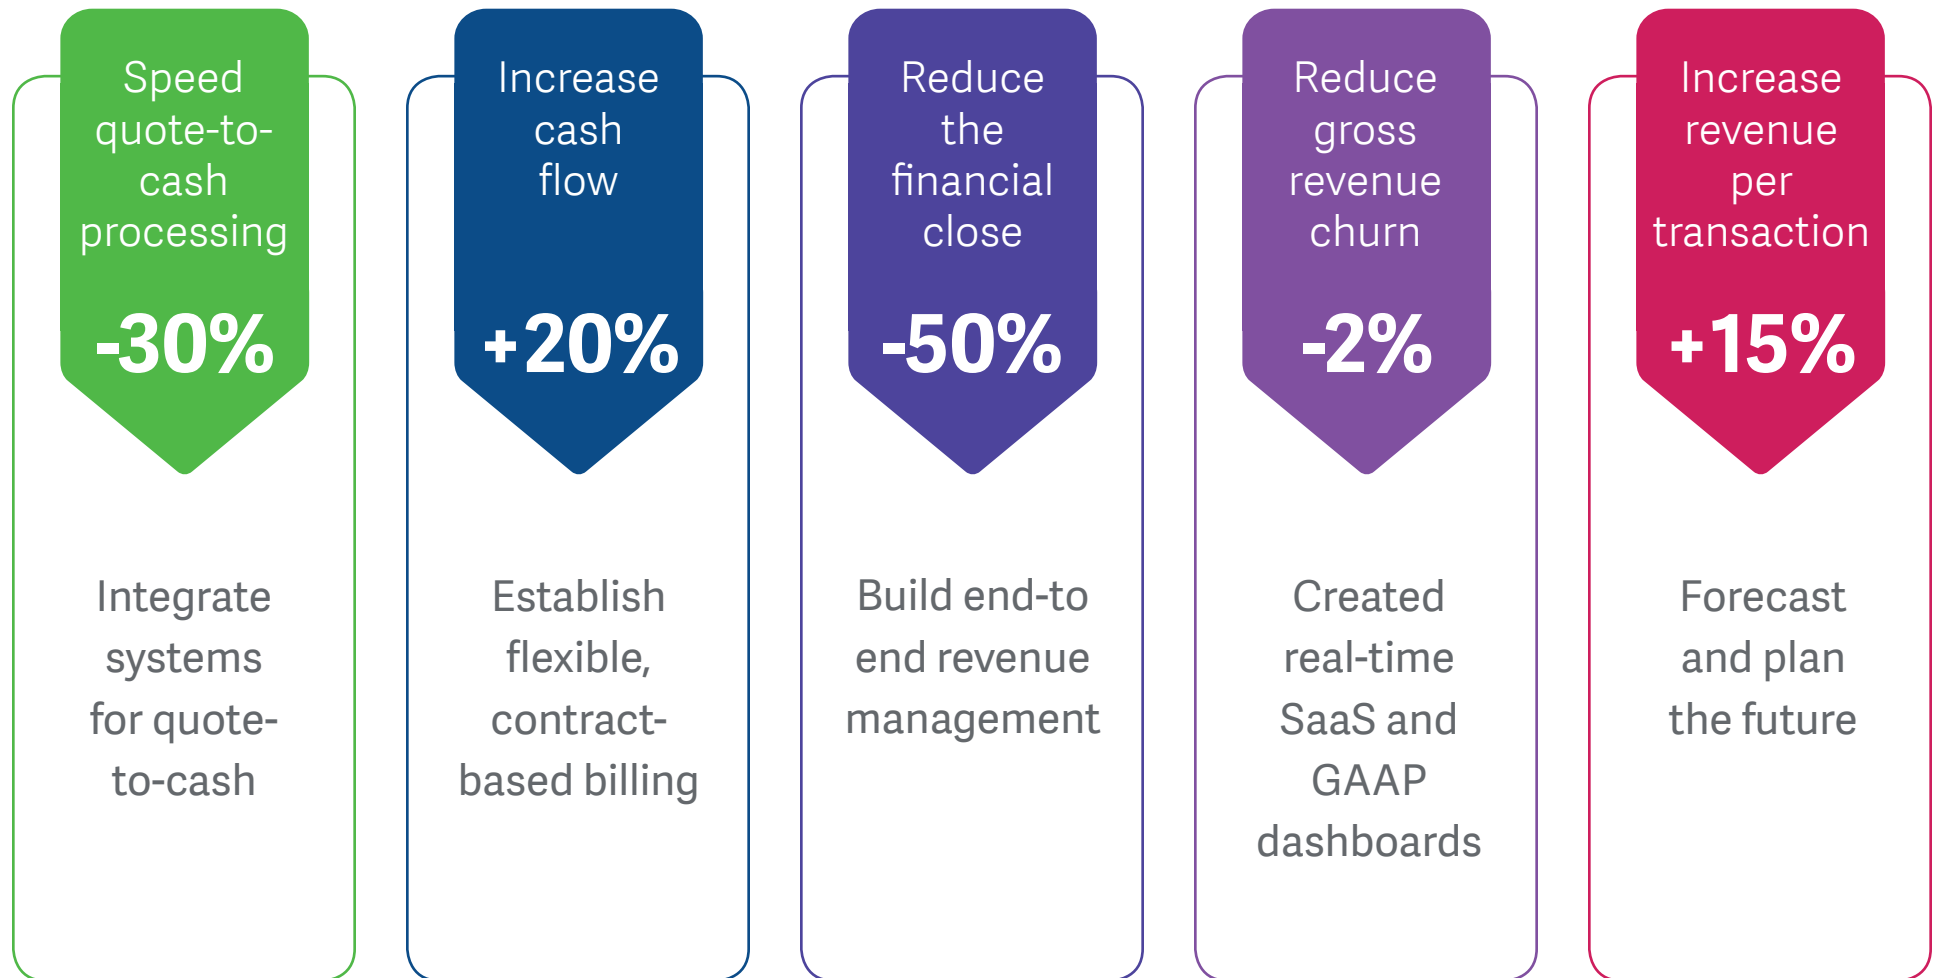 Speed
quote-to-
cash
processing
-30%
Integrate
systems
for quote-
to-cash
Increase
cash
flow
+20%
Establish
flexible,
contract-
based billing
Reduce
the
financial
close
-50%
Build end-to
end revenue
management
Reduce
gross
revenue
churn
-2%
Created
real-time
SaaS and
GAAP
dashboards
Increase
revenue
per
transaction
+15%
Forecast
and plan
the future